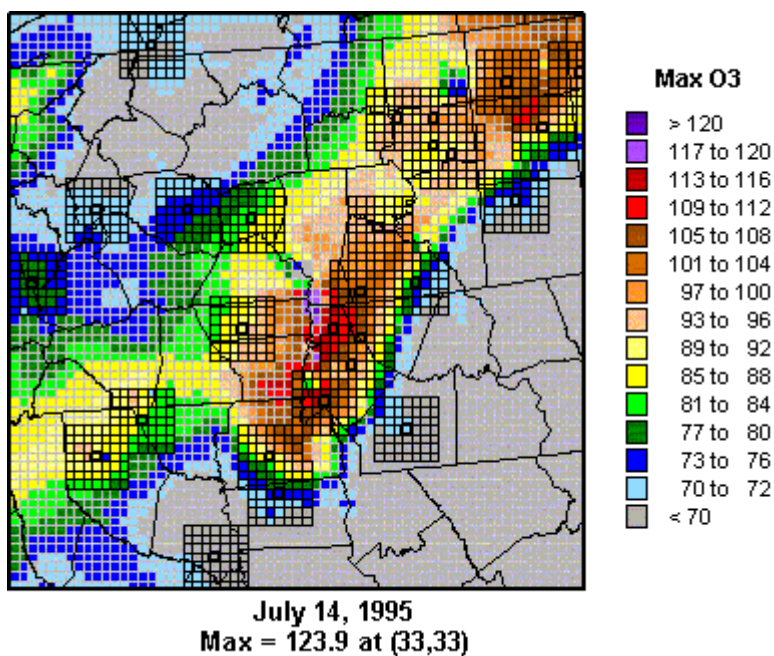 Max O3
> 120
117 to 120
113 to 116
109 to 112
105 to 108
101 to 104
97 to 100
93 to 96
89 to 92
85 to 88
81 to 84
77 to 80
73 to 76
70 to 72
< 70
July 14, 1995
Max = 123.9 at (33,33)